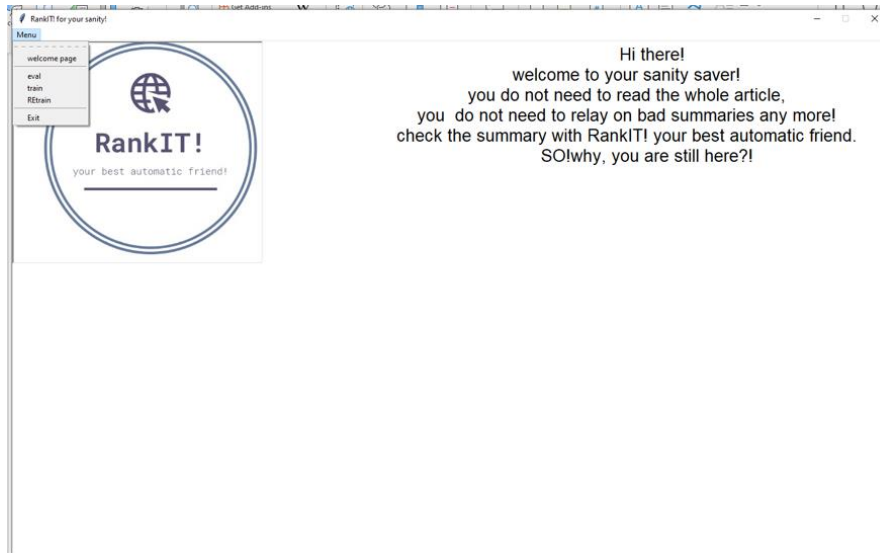 Get Add-ins
RankIT! for your sanity!
Menu
welcome page
eval
train
REtrain
Exit
RankIT!
your best automatic friend!
Hi there!
welcome to your sanity saver!
you do not need to read the whole article,
you do not need to relay on bad summaries any more!
check the summary with RankIT! your best automatic friend.
SO!why, you are still here?!